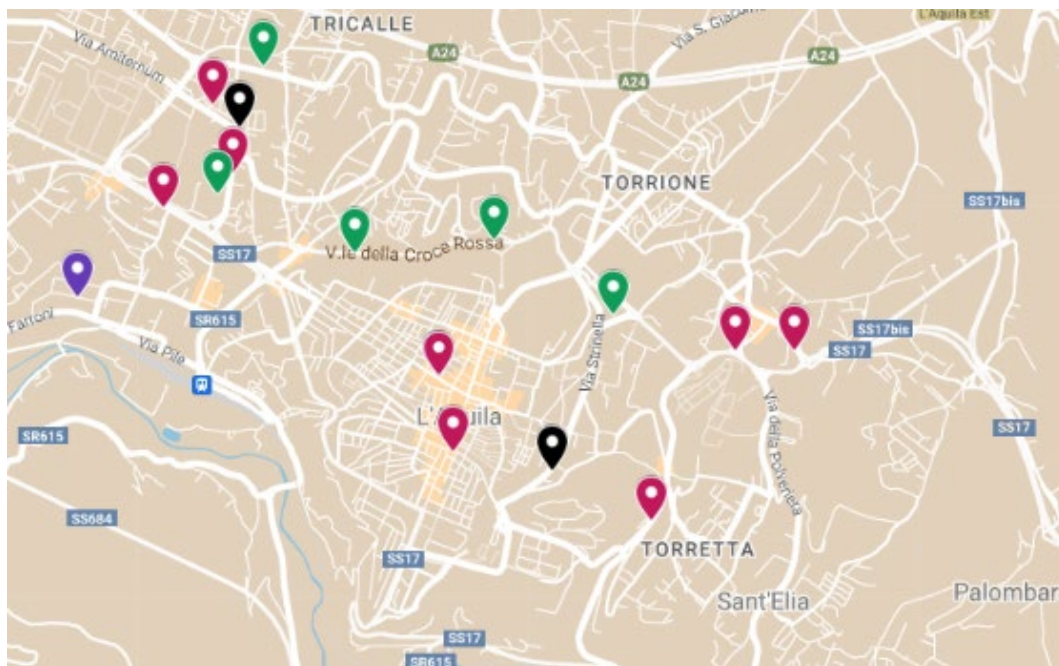 TRICALLE
L'Aquila Est
Via S. Giacomo
Via Amiternum
A24
A24
A24
TORRIONE
SS17bis
V.le della Croce Rossa
SS17
SR615
Via Pile
Via Strinella
SS17bis
SS17
L'Aquila
Via della Polveriera
SS17
SR615
SS684
TORRETTA
SS17
Sant'Elia
Palombar
SS17
SR615